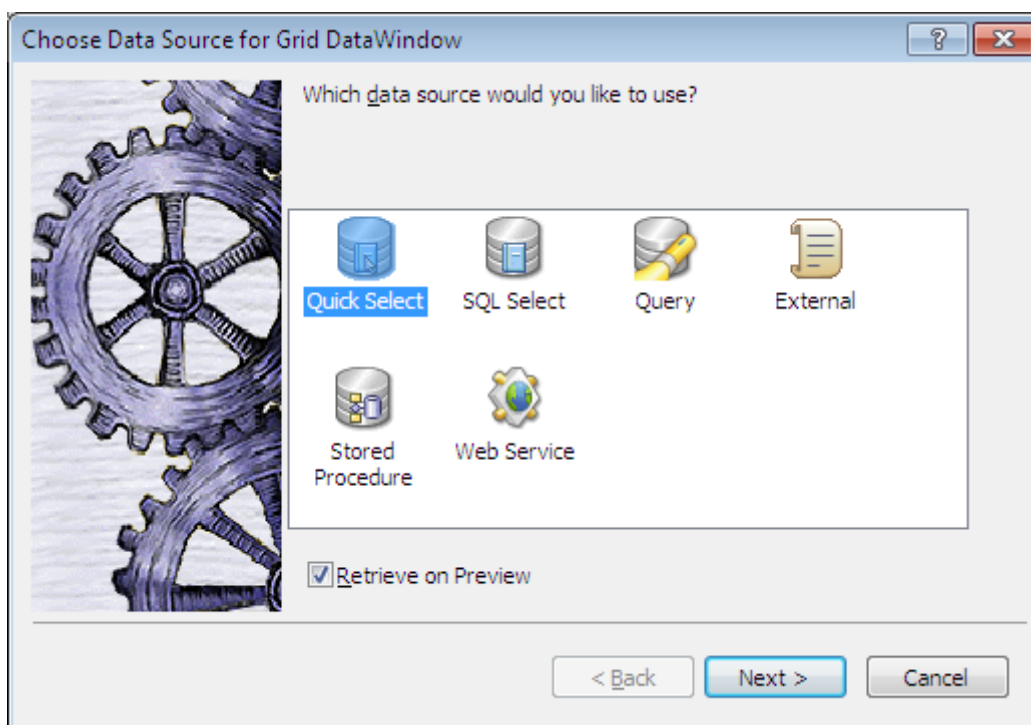 Choose Data Source for Grid DataWindow
Which data source would you like to use?
Quick Select
SQL Select
Query
External
Stored
Procedure
Web Service
Retrieve on Preview
< Back
Next >
Cancel